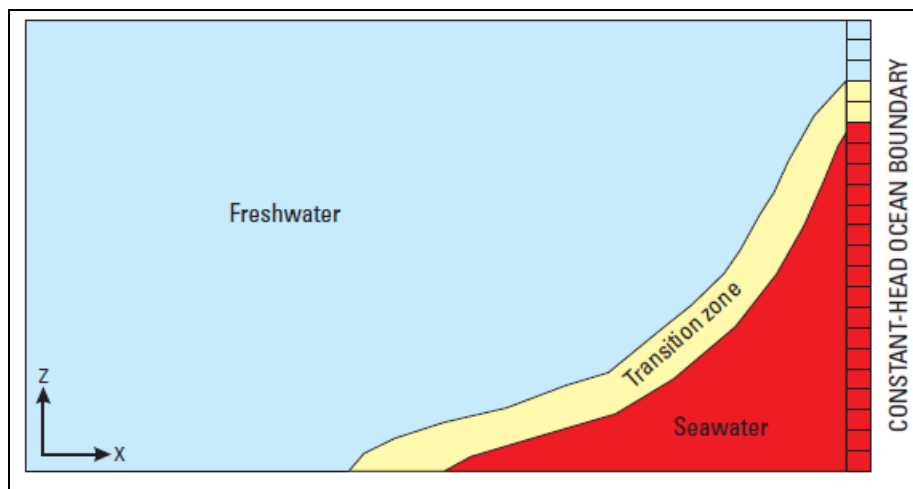 Freshwater
Transition zone
Seawater
Z
X
CONSTANT-HEAD OCEAN BOUNDARY